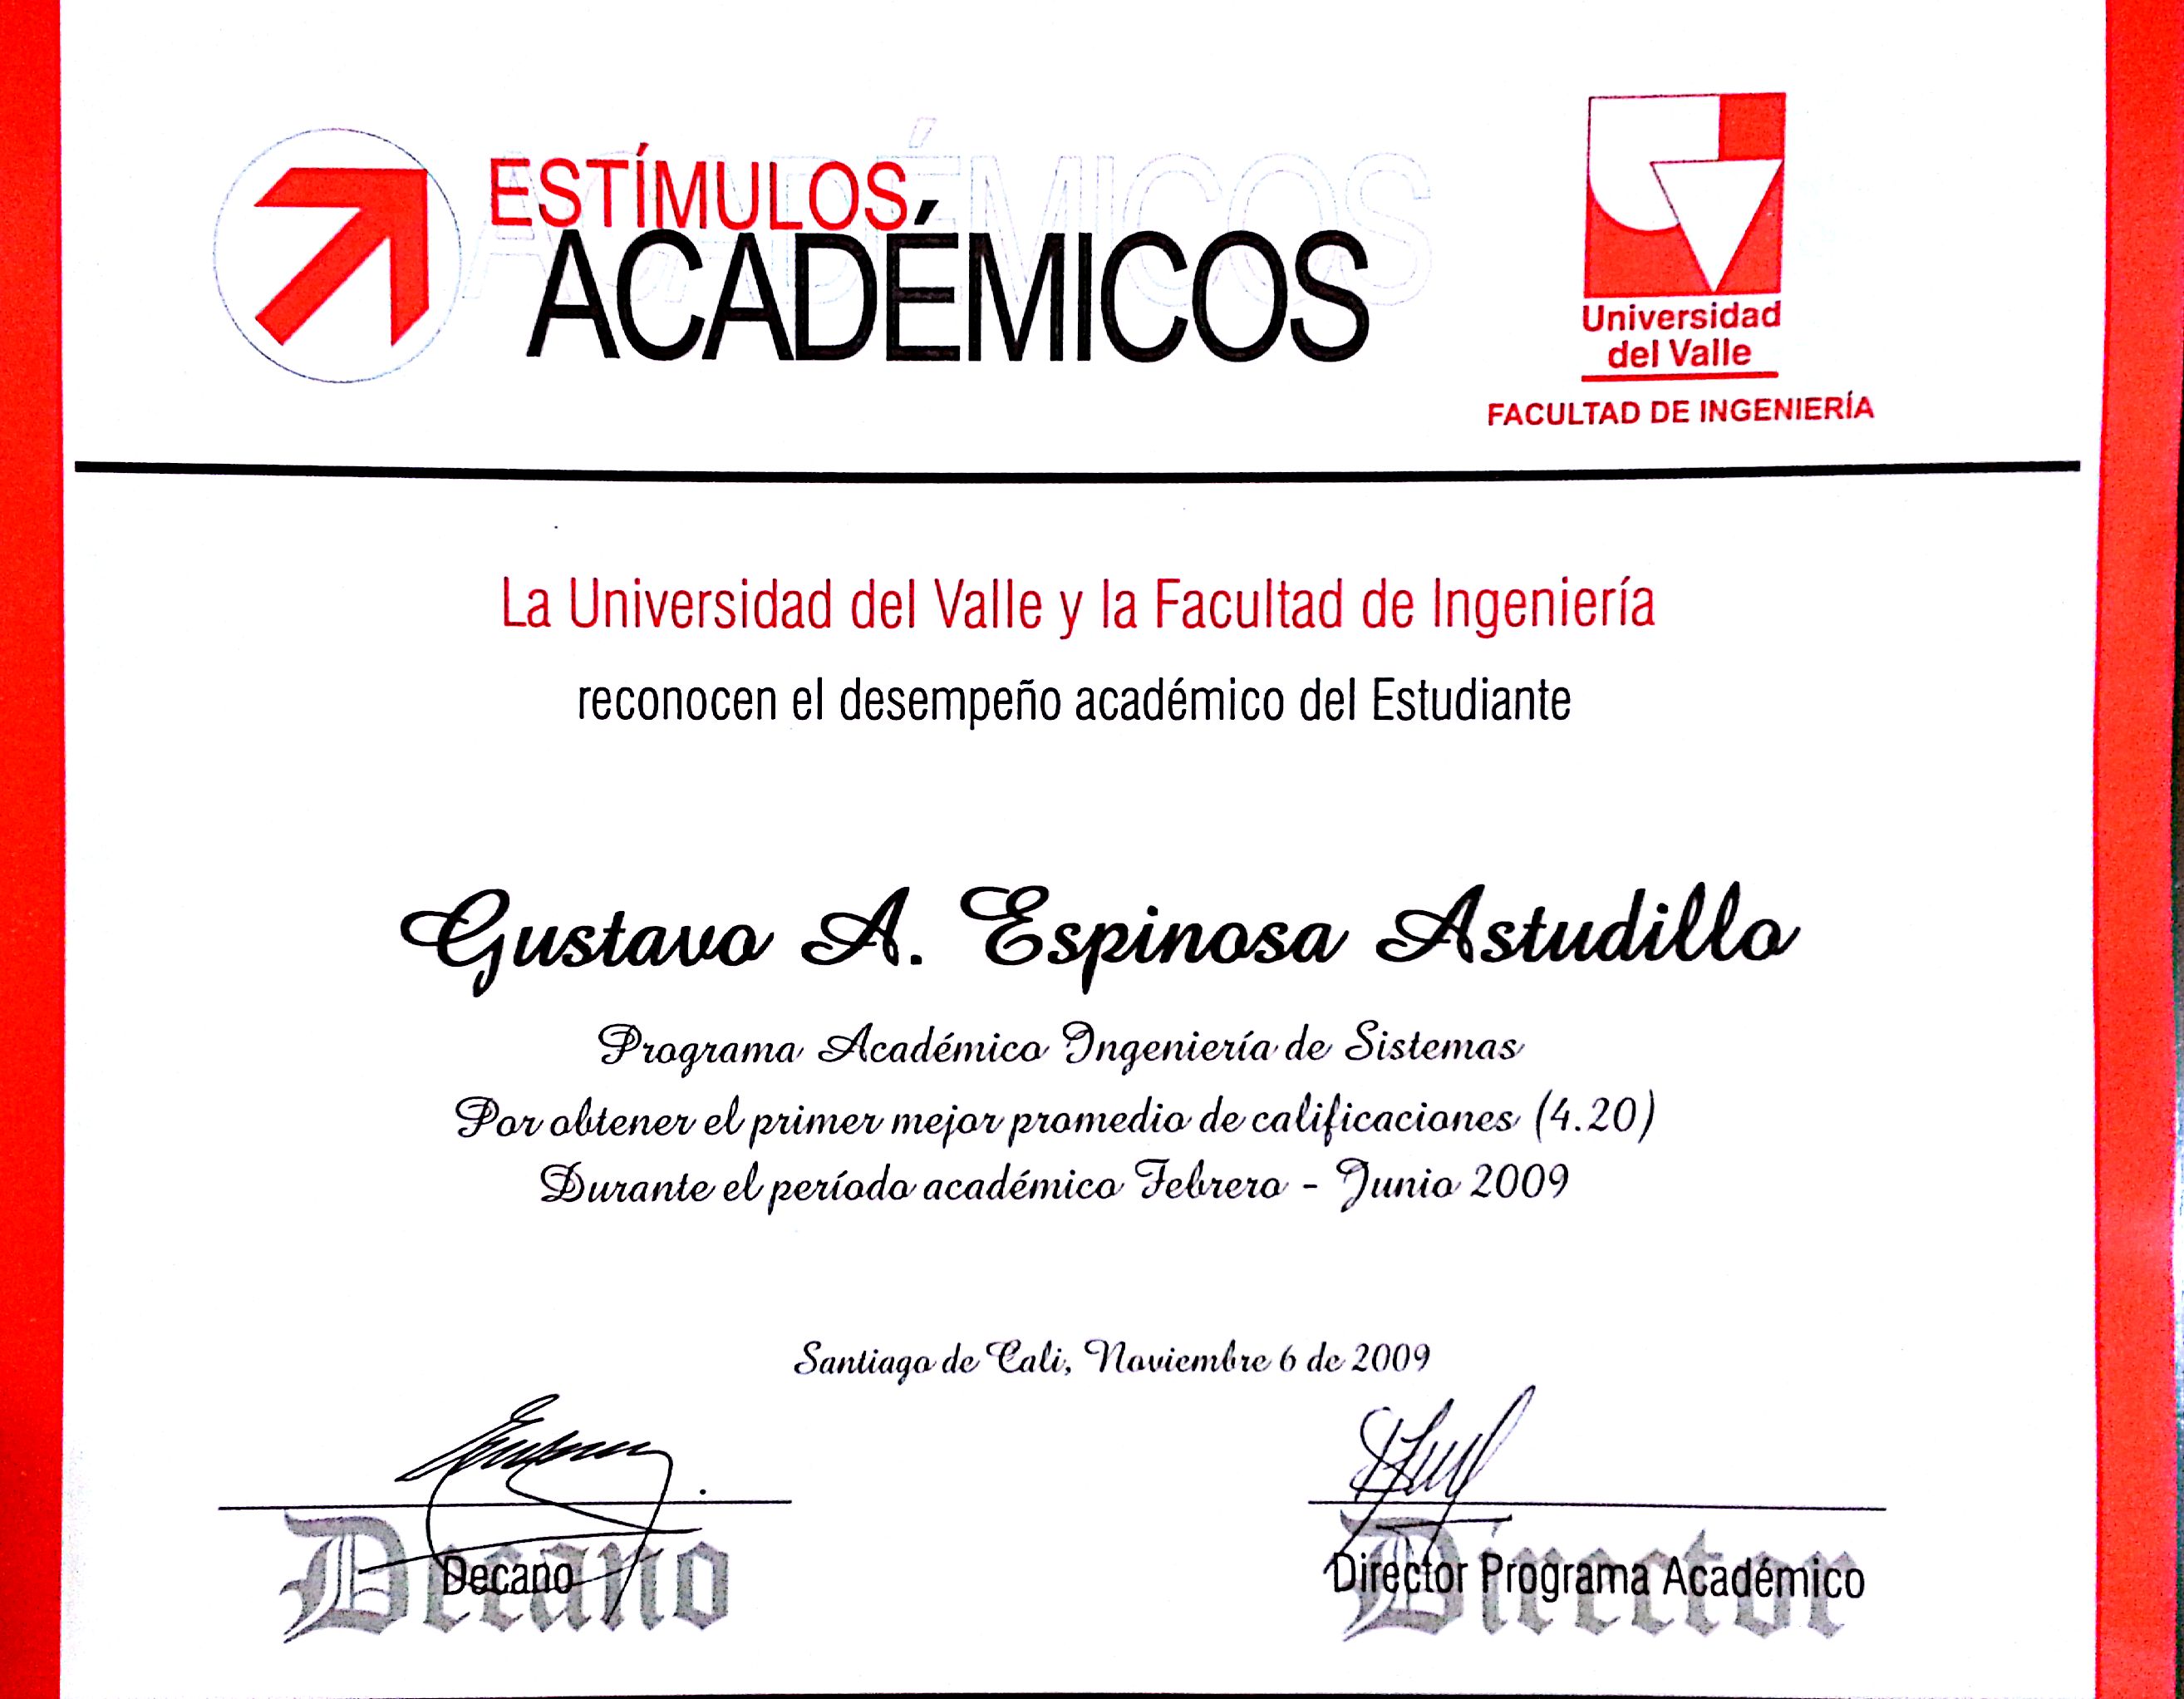 ESTÍMULOS
ACADÉMICOS
ACADÉMICOS
Universidad
del Valle
FACULTAD DE INGENIERÍA
La Universidad del Valle y la Facultad de Ingeniería
reconocen el desempeño académico del Estudiante
Gustavo A. Espinosa Astudillo
Programa Académico Ingeniería de Sistemas
Por obtener el primer mejor promedio de calificaciones (4.20)
Durante el período académico Febrero - Junio 2009
Santiago de Cali, Noviembre 6 de 2009
Decano
Decano
Director Programa Académico
Director